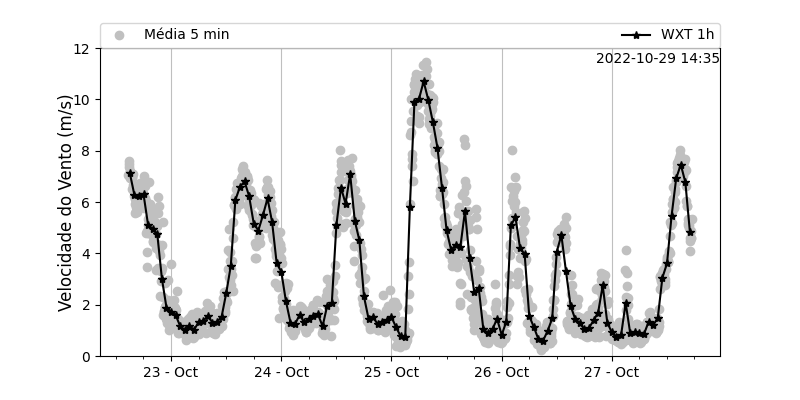 Média 5 min
WXT 1h
2022-10-29 14:35
Velocidade do Vento (m/s)
12
10
8
6
4
2
0
23 - Oct
24 - Oct
25 - Oct
26 - Oct
27 - Oct